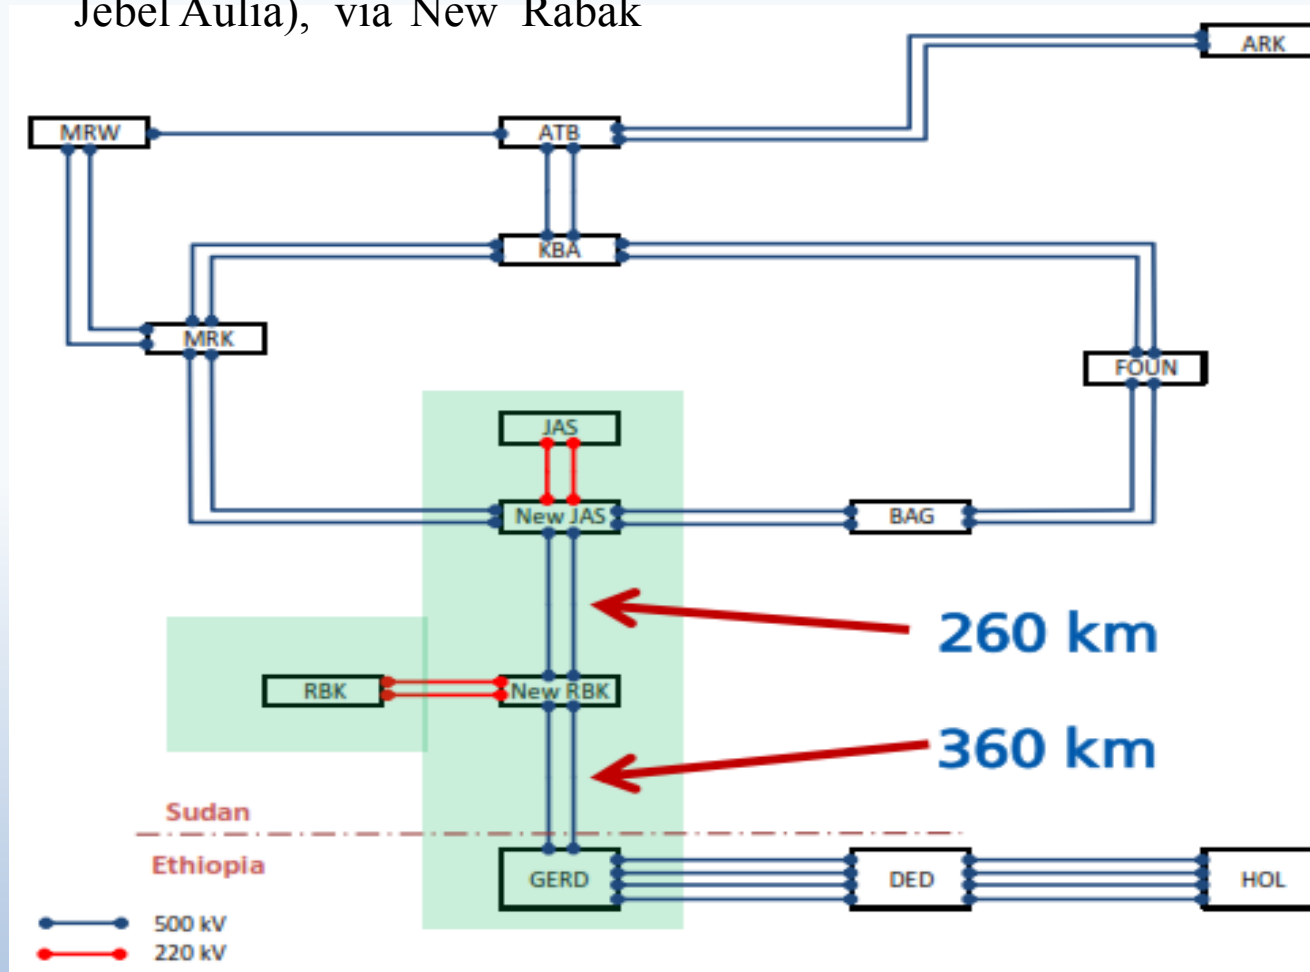 Jebel Aulia), via New Rabak
ARK
MRW
ATB
KBA
MRK
FOUN
JAS
New JAS
BAG
260 km
RBK
New RBK
360 km
Sudan
Ethiopia
GERD
DED
HOL
500 kV
220 kV